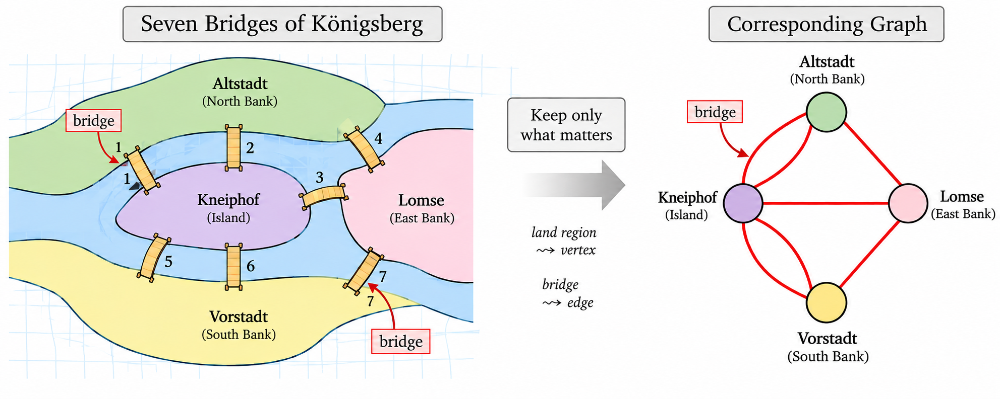 Seven Bridges of Königsberg
Altstadt
(North Bank)
bridge
1
2
4
1
3
Kneiphof
(Island)
Lomse
(East Bank)
5
6
7
7
Vorstadt
(South Bank)
bridge
Keep only
what matters
land region
⇝ vertex
bridge
⇝ edge
Corresponding Graph
Altstadt
(North Bank)
bridge
Kneiphof
(Island)
Lomse
(East Bank)
Vorstadt
(South Bank)